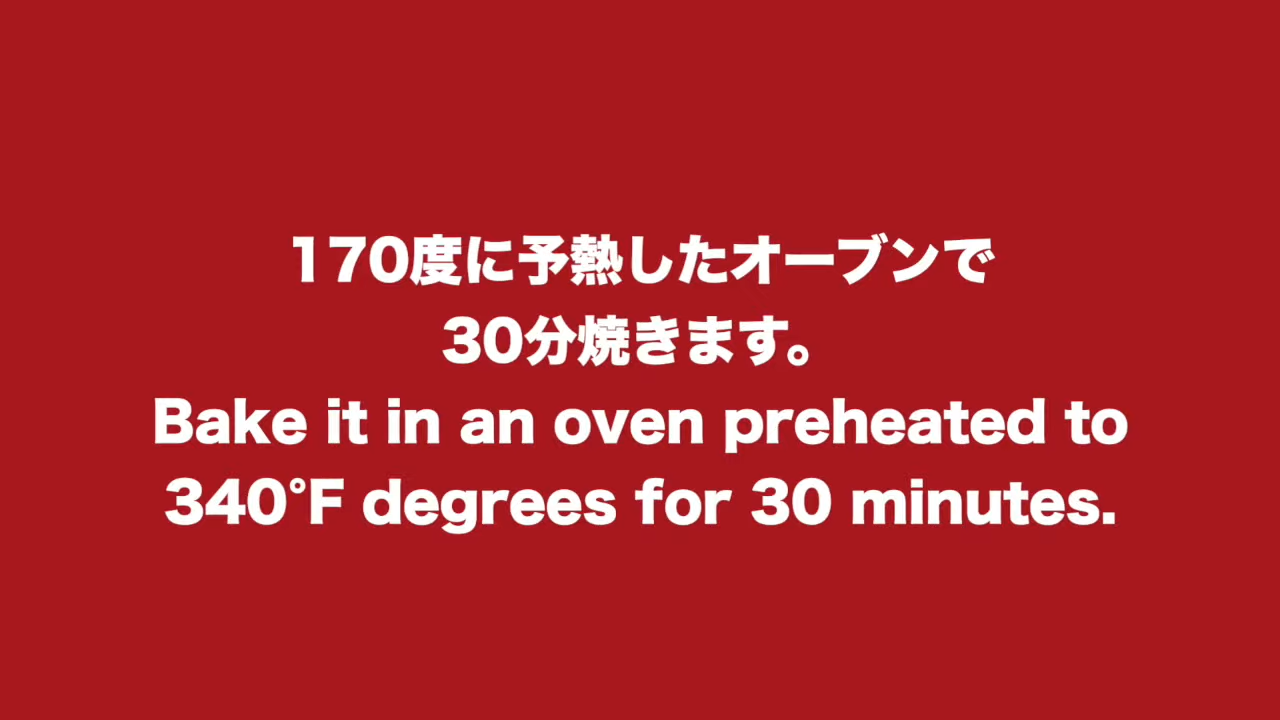 170度に予熱したオーブンで
30分焼きます。
Bake it in an oven preheated to
340°F degrees for 30 minutes.